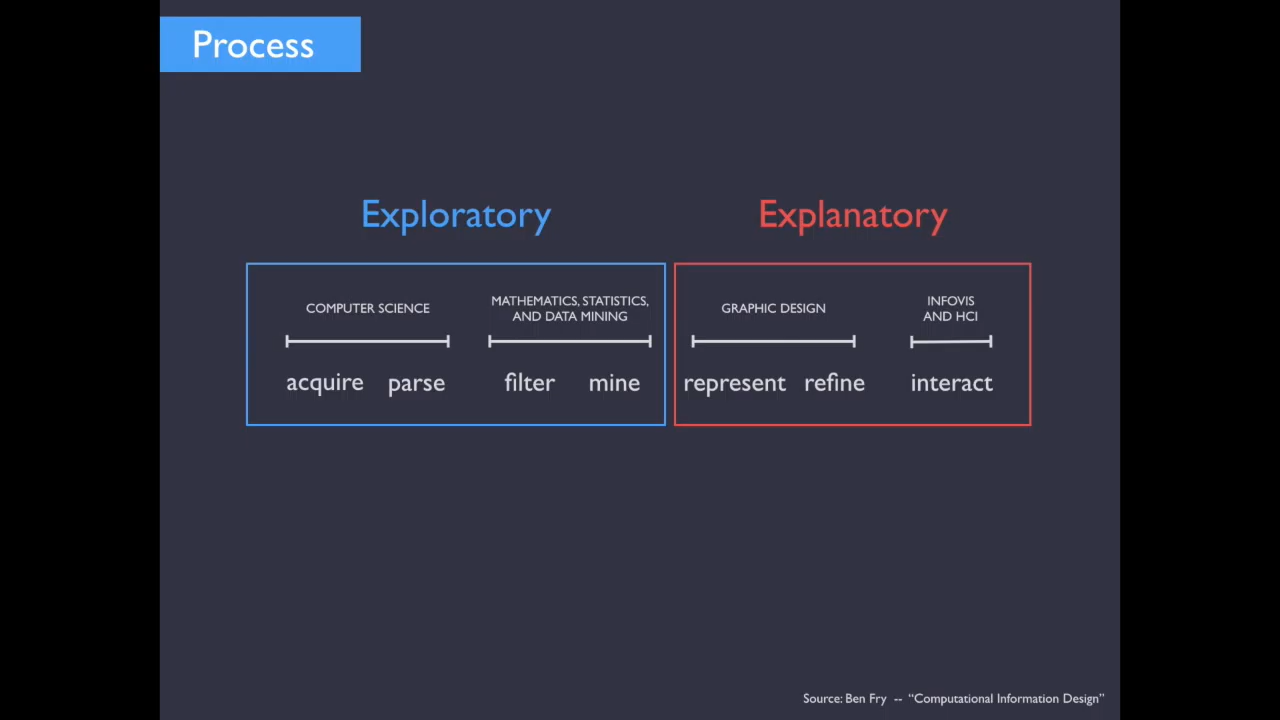 Process
Exploratory
Explanatory
COMPUTER SCIENCE
MATHEMATICS, STATISTICS,
AND DATA MINING
GRAPHIC DESIGN
INFOVIS
AND HCI
acquire
parse
filter
mine
represent
refine
interact
Source: Ben Fry -- “Computational Information Design”